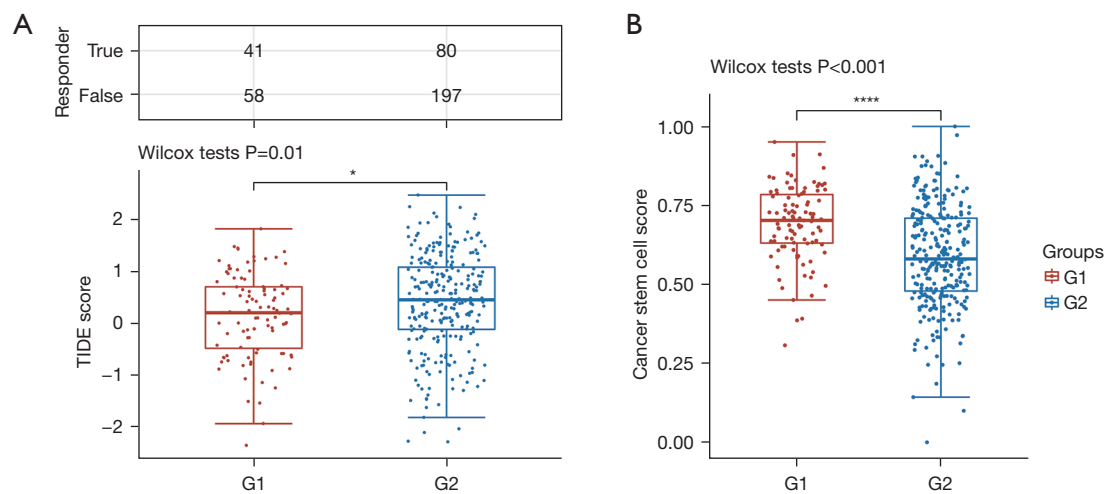 A
Responder
True 41 80
False 58 197
Wilcox tests P=0.01
*
TIDE score
2
1
0
−1
−2
G1 G2
B
Wilcox tests P<0.001
****
Cancer stem cell score
1.00
0.75
0.50
0.25
0.00
G1 G2
Groups
G1
G2